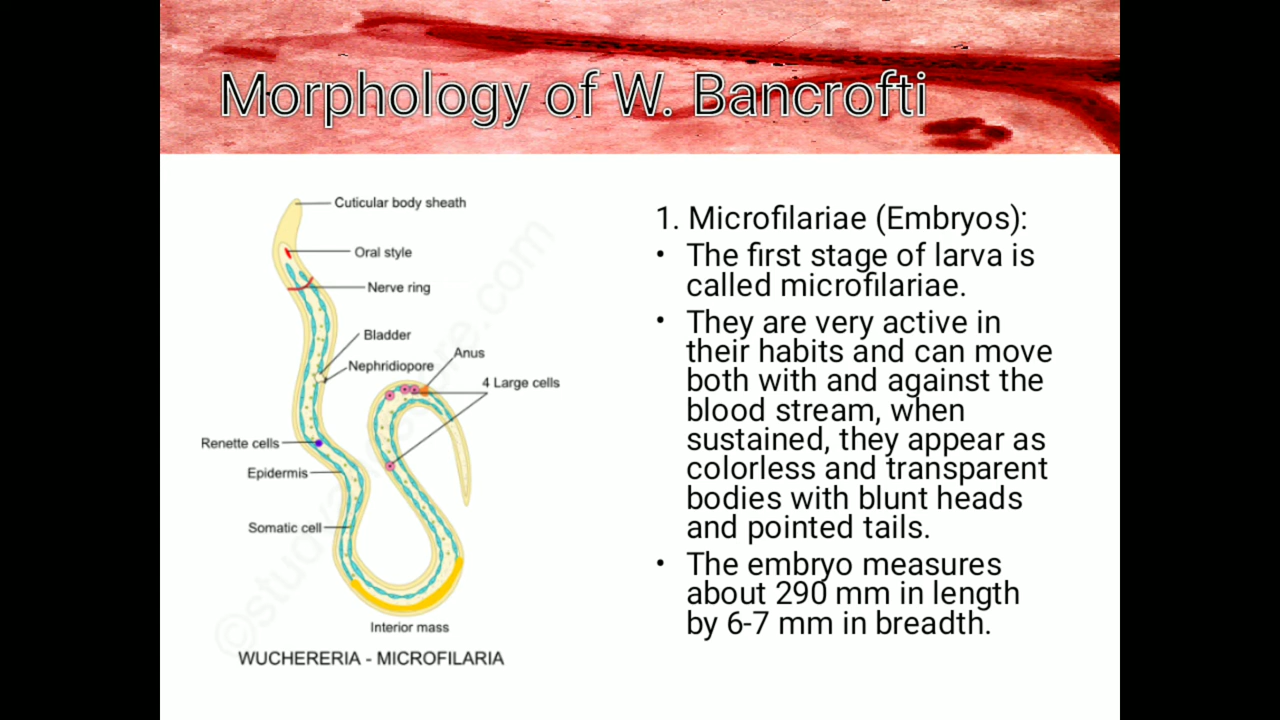 Morphology of W. Bancrofti
Cuticular body sheath
Oral style
Nerve ring
Bladder
Nephridiopore
Anus
4 Large cells
Renette cells
Epidermis
Somatic cell
Interior mass
WUCHERERIA - MICROFILARIA
1. Microfilariae (Embryos):
• The first stage of larva is
called microfilariae.
• They are very active in
their habits and can move
both with and against the
blood stream, when
sustained, they appear as
colorless and transparent
bodies with blunt heads
and pointed tails.
• The embryo measures
about 290 mm in length
by 6-7 mm in breadth.